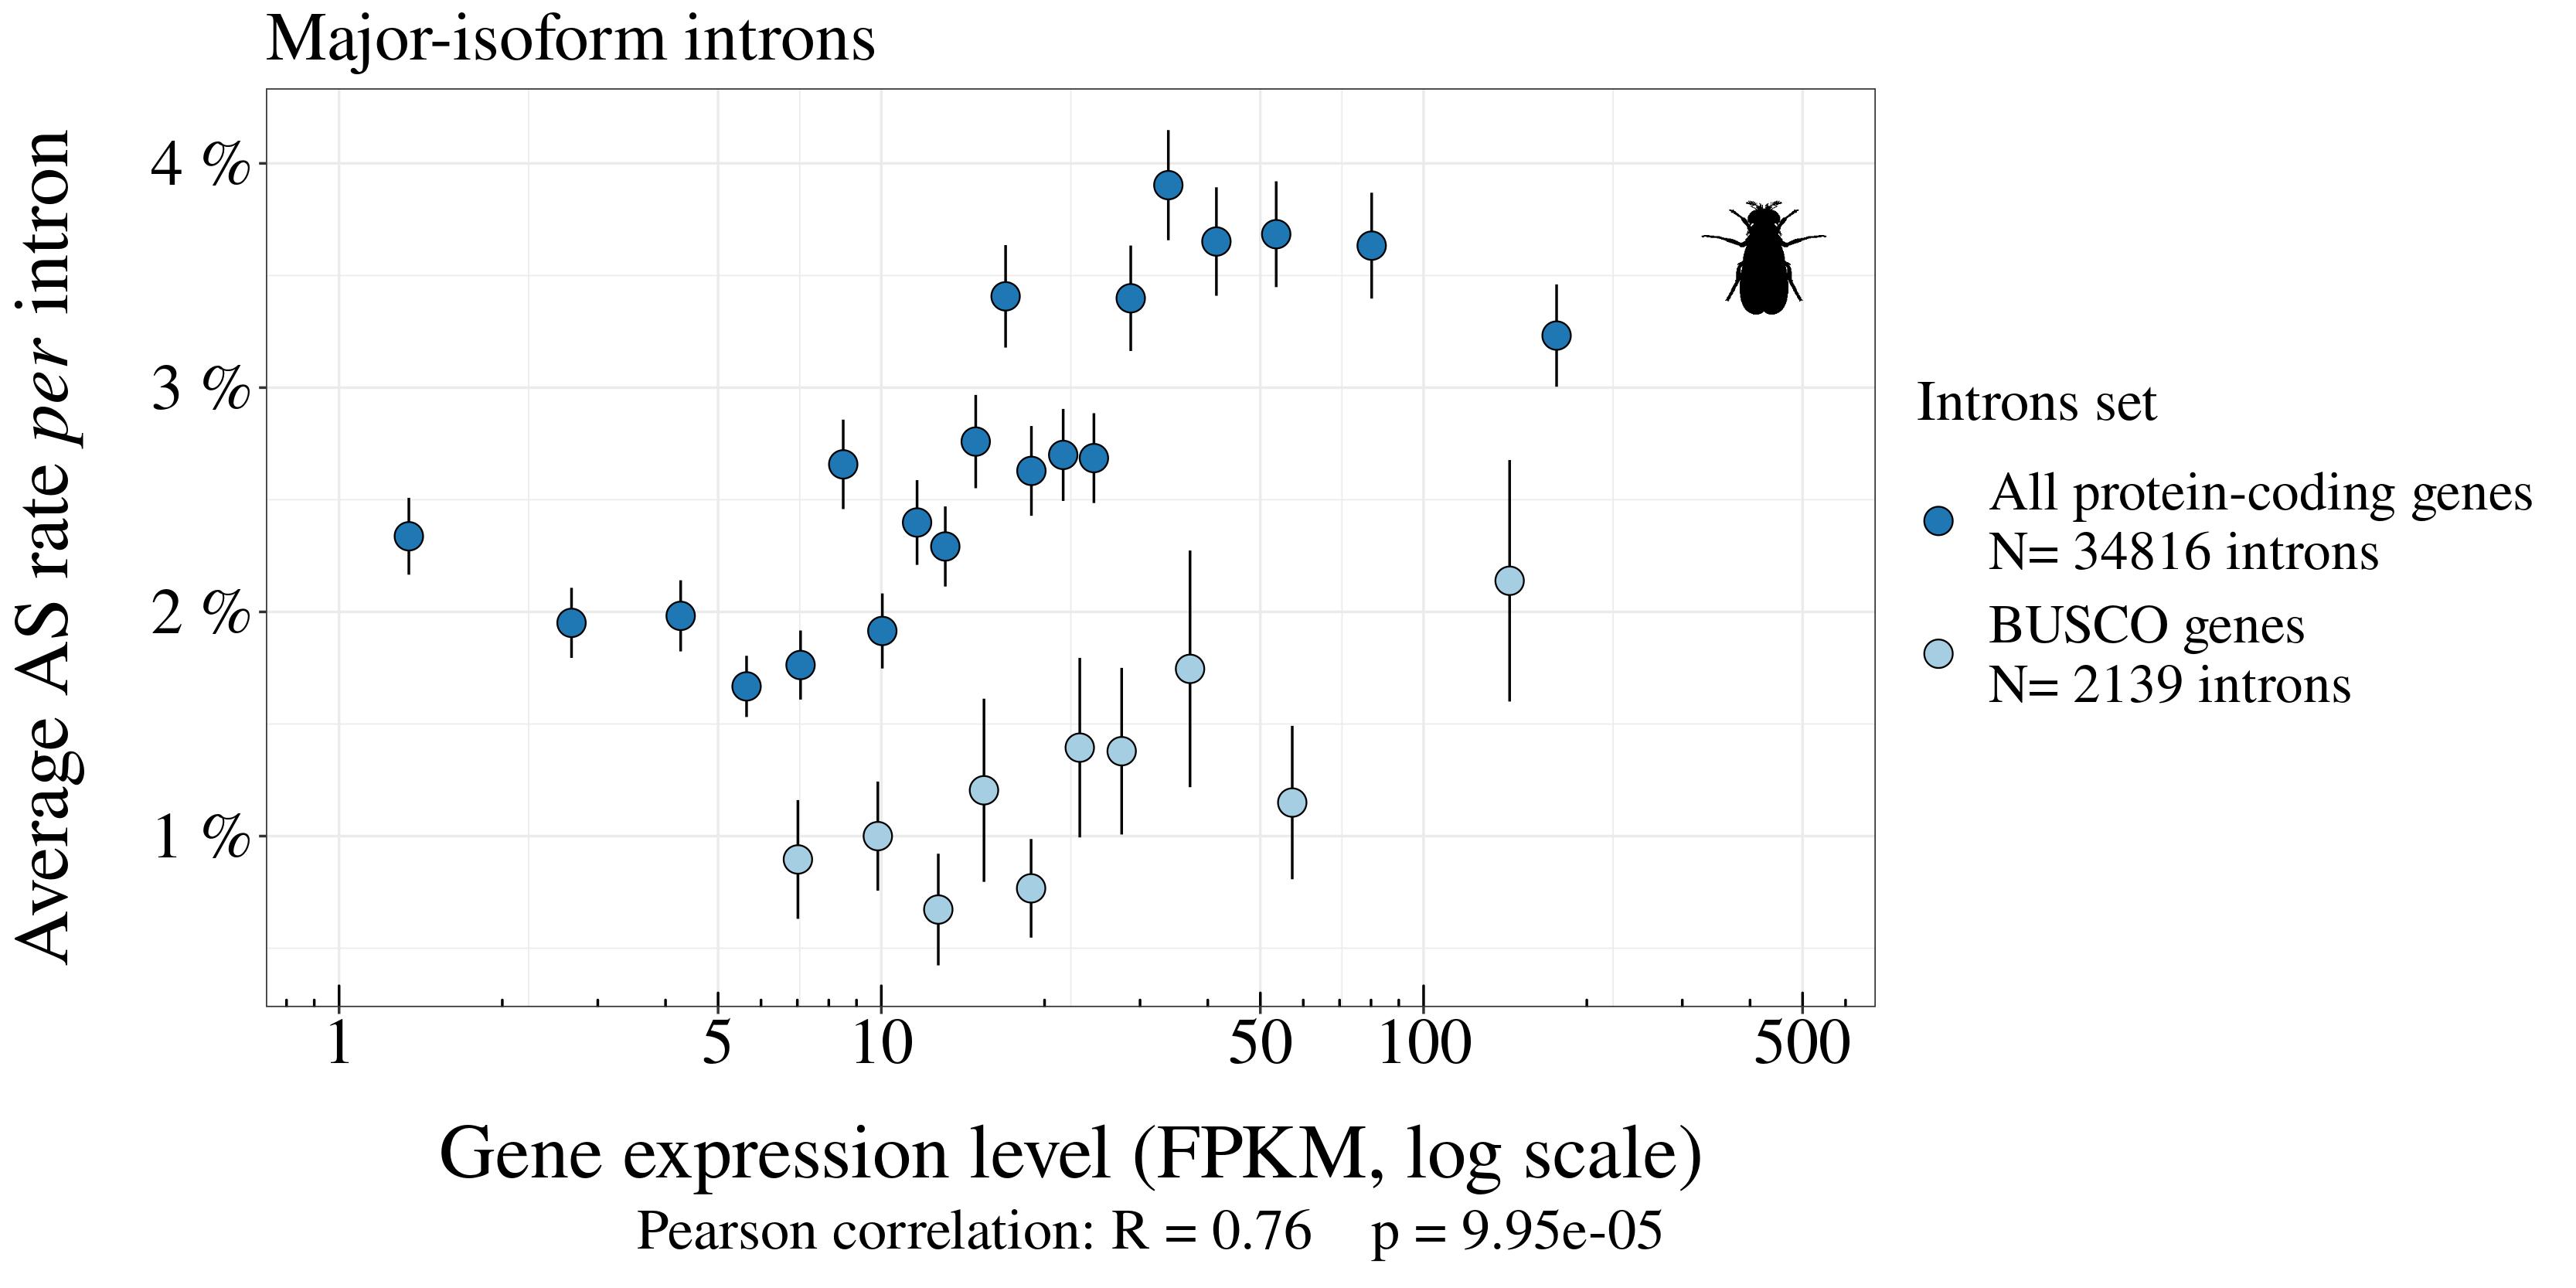 Major-isoform introns
Average AS rate per intron
4 %
3 %
2 %
1 %
1
5
10
50
100
500
Gene expression level (FPKM, log scale)
Pearson correlation: R = 0.76 p = 9.95e-05
Introns set
All protein-coding genes
N= 34816 introns
BUSCO genes
N= 2139 introns